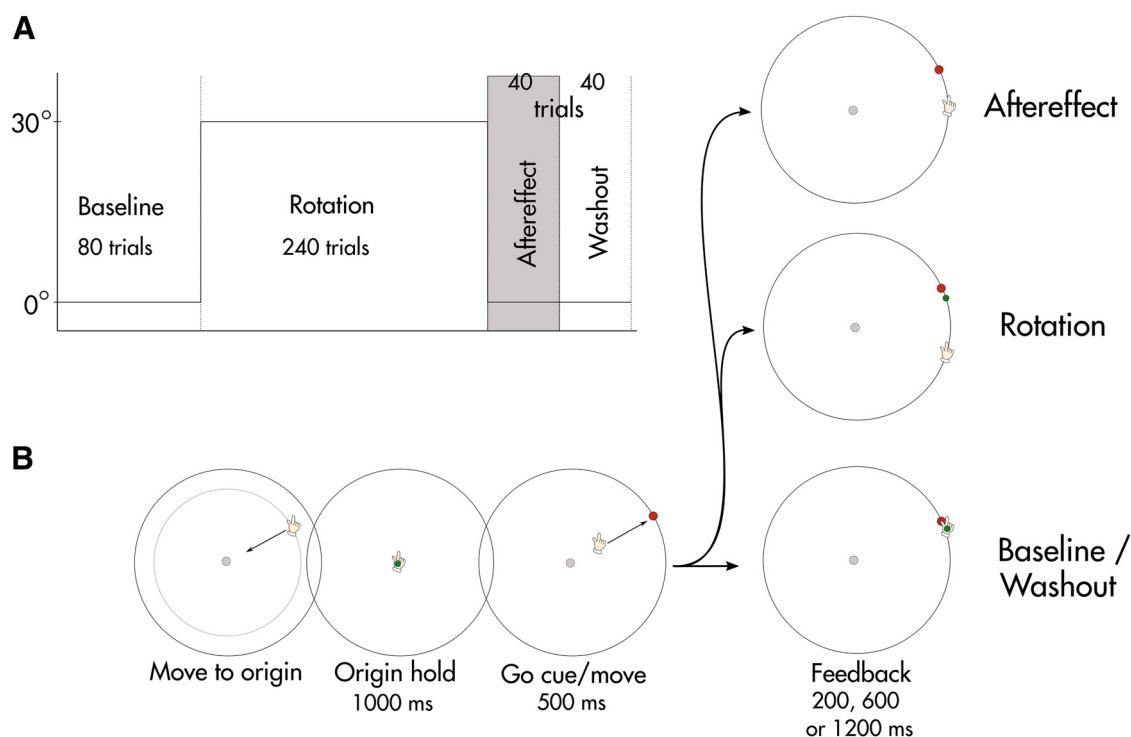 A
40 40
trials
30°
Baseline
80 trials
Rotation
240 trials
Aftereffect
Washout
0°
Aftereffect
Rotation
B
Baseline /
Washout
Move to origin
Origin hold
1000 ms
Go cue/move
500 ms
Feedback
200, 600
or 1200 ms